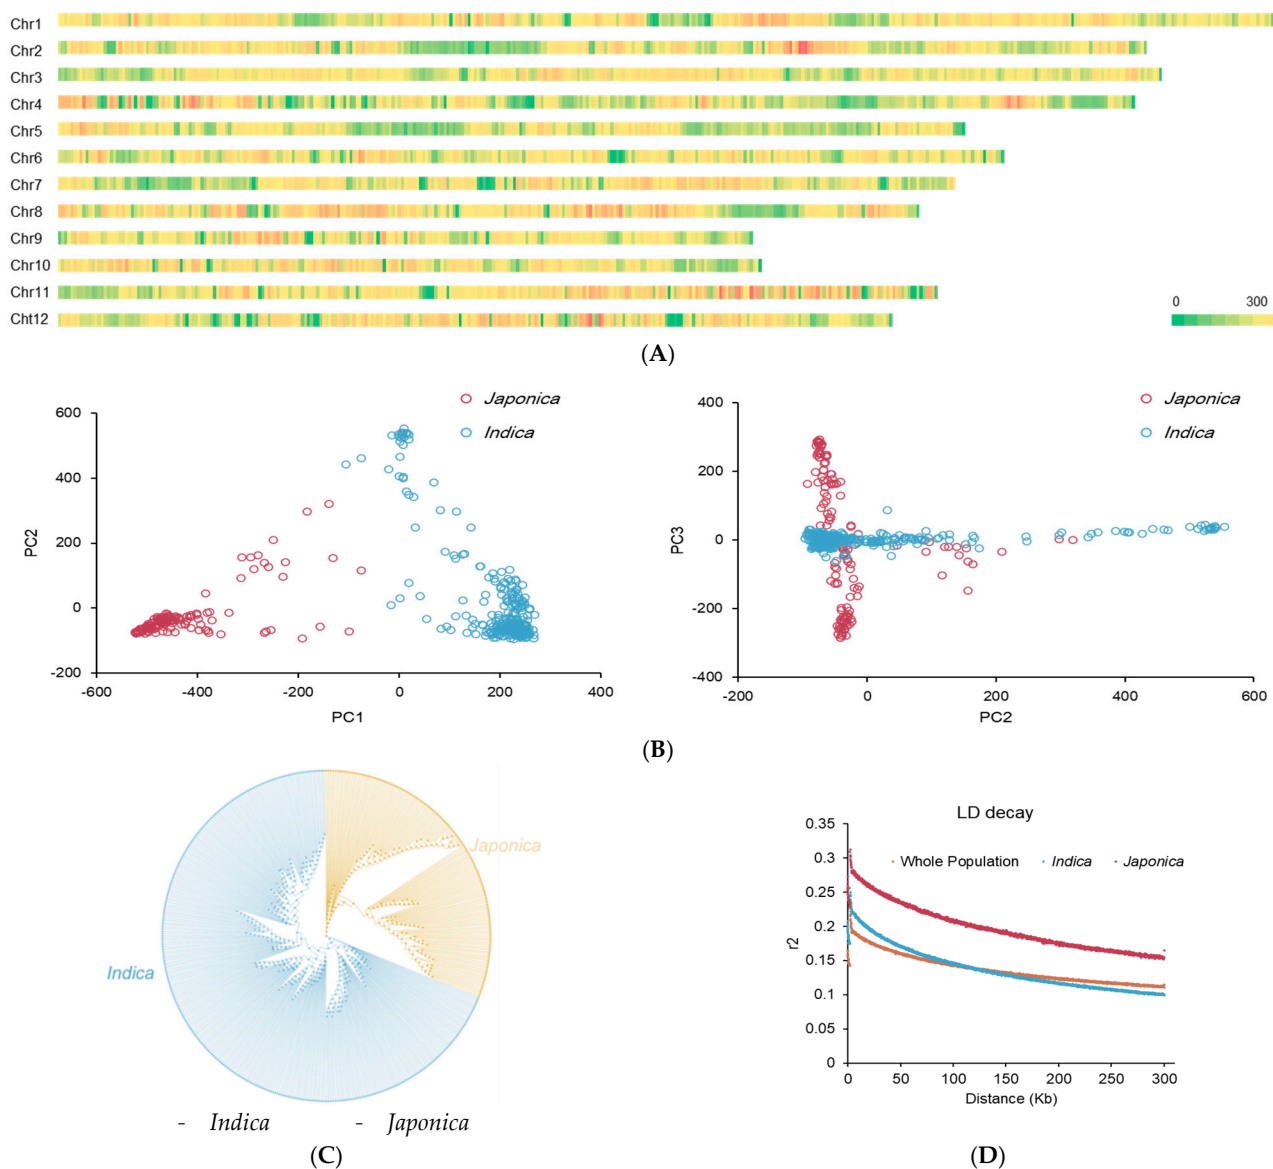 Chr1
Chr2
Chr3
Chr4
Chr5
Chr6
Chr7
Chr8
Chr9
Chr10
Chr11
Cht12
0 300
(A)
Japonica
Indica
600
400
200
0
-200
-600 -400 -200 0 200 400
PC2
PC1
Japonica
Indica
400
200
0
-200
-400
-200 0 200 400 600
PC3
PC2
(B)
Japonica
Indica
- Indica - Japonica
(C)
LD decay
Whole Population Indica Japonica
0.35
0.3
0.25
0.2
0.15
0.1
0.05
0
r2
0 50 100 150 200 250 300
Distance (Kb)
(D)